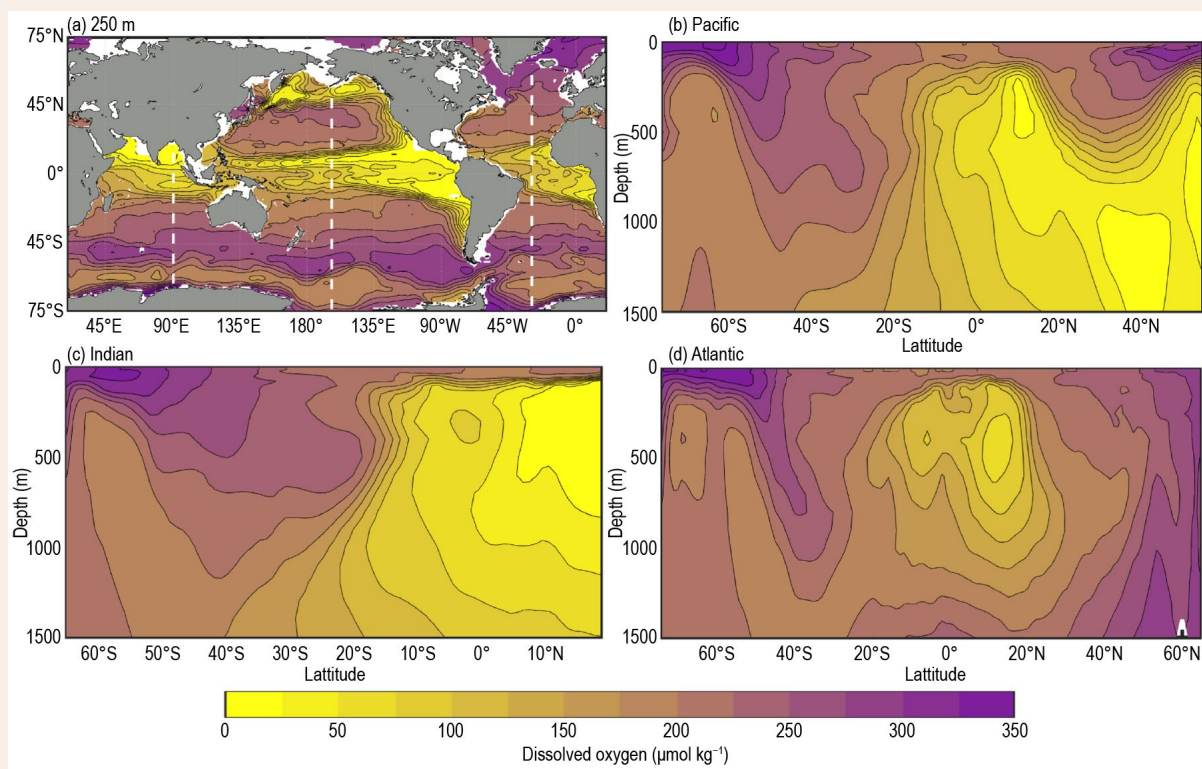 (a) 250 m
75°N
45°N
0°
45°S
75°S
45°E 90°E 135°E 180° 135°E 90°W 45°W 0°
(b) Pacific
0
500
1000
1500
Depth (m)
60°S 40°S 20°S 0° 20°N 40°N
Lattitude
(c) Indian
0
500
1000
1500
Depth (m)
60°S 50°S 40°S 30°S 20°S 10°S 0° 10°N
Lattitude
(d) Atlantic
0
500
1000
1500
Depth (m)
60°S 40°S 20°S 0° 20°N 40°N 60°N
Lattitude
0 50 100 150 200 250 300 350
Dissolved oxygen (µmol kg⁻¹)